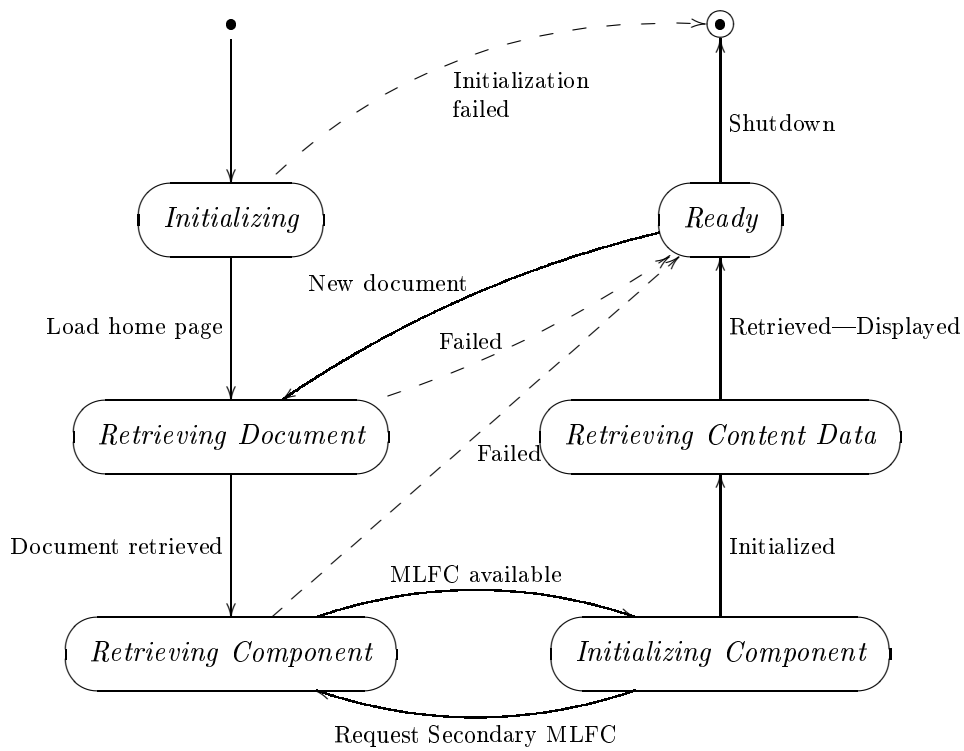 Initialization
failed
Shutdown
Initializing
Ready
New document
Load home page
Failed
Retrieved—Displayed
Retrieving Document
Retrieving Content Data
Failed
Document retrieved
Initialized
MLFC available
Retrieving Component
Initializing Component
Request Secondary MLFC